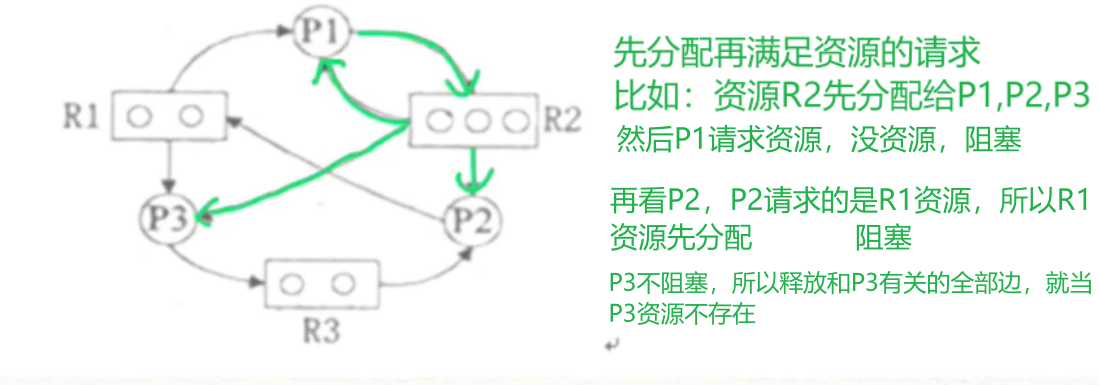 P1
先分配再满足资源的请求
比如：资源R2先分配给P1,P2,P3
R1
R2
然后P1请求资源，没资源，阻塞
P3
P2
再看P2，P2请求的是R1资源，所以R1
资源先分配 阻塞
P3不阻塞，所以释放和P3有关的全部边，就当
P3资源不存在
R3